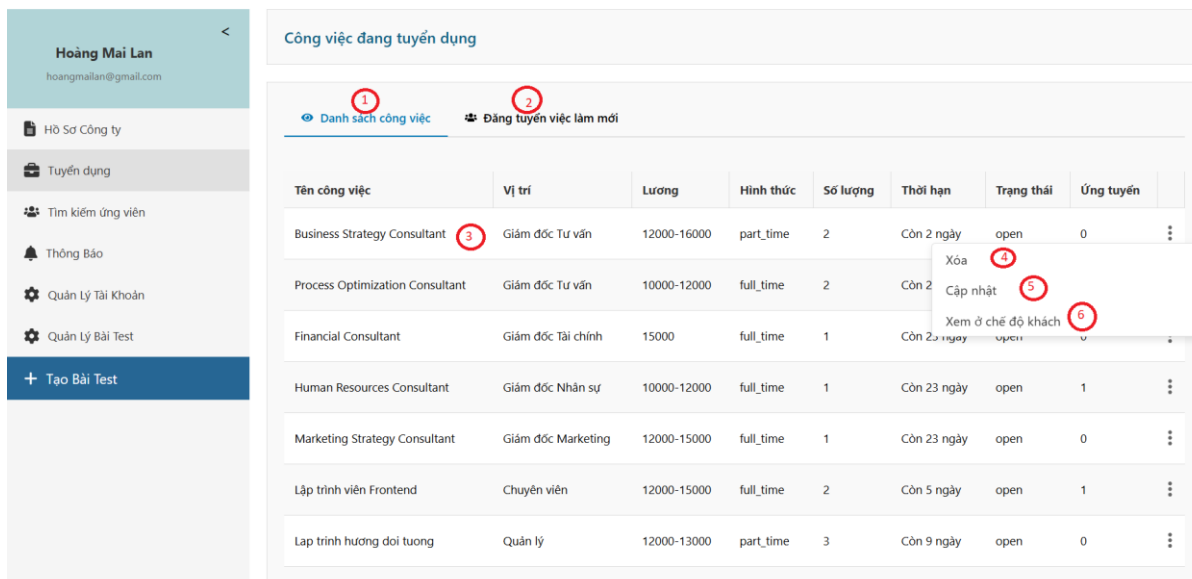 <
Hoàng Mai Lan
hoangmailan@gmail.com
Hồ Sơ Công ty
Tuyển dụng
Tìm kiếm ứng viên
Thông Báo
Quản Lý Tài Khoản
Quản Lý Bài Test
+ Tạo Bài Test
Công việc đang tuyển dụng
1 2
Danh sách công việc Đăng tuyển việc làm mới
Tên công việc Vị trí Lương Hình thức Số lượng Thời hạn Trạng thái Ứng tuyển
Business Strategy Consultant 3 Giám đốc Tư vấn 12000-16000 part_time 2 Còn 2 ngày open 0
Xóa 4
Process Optimization Consultant Giám đốc Tư vấn 10000-12000 full_time 2 Còn 2
Cập nhật 5
Xem ở chế độ khách 6
Financial Consultant Giám đốc Tài chính 15000 full_time 1 Còn 23 ngày open 0
Human Resources Consultant Giám đốc Nhân sự 10000-12000 full_time 1 Còn 23 ngày open 1
Marketing Strategy Consultant Giám đốc Marketing 12000-15000 full_time 1 Còn 23 ngày open 0
Lập trình viên Frontend Chuyên viên 12000-15000 full_time 2 Còn 5 ngày open 1
Lap trinh hương doi tuong Quản lý 12000-13000 part_time 3 Còn 9 ngày open 0